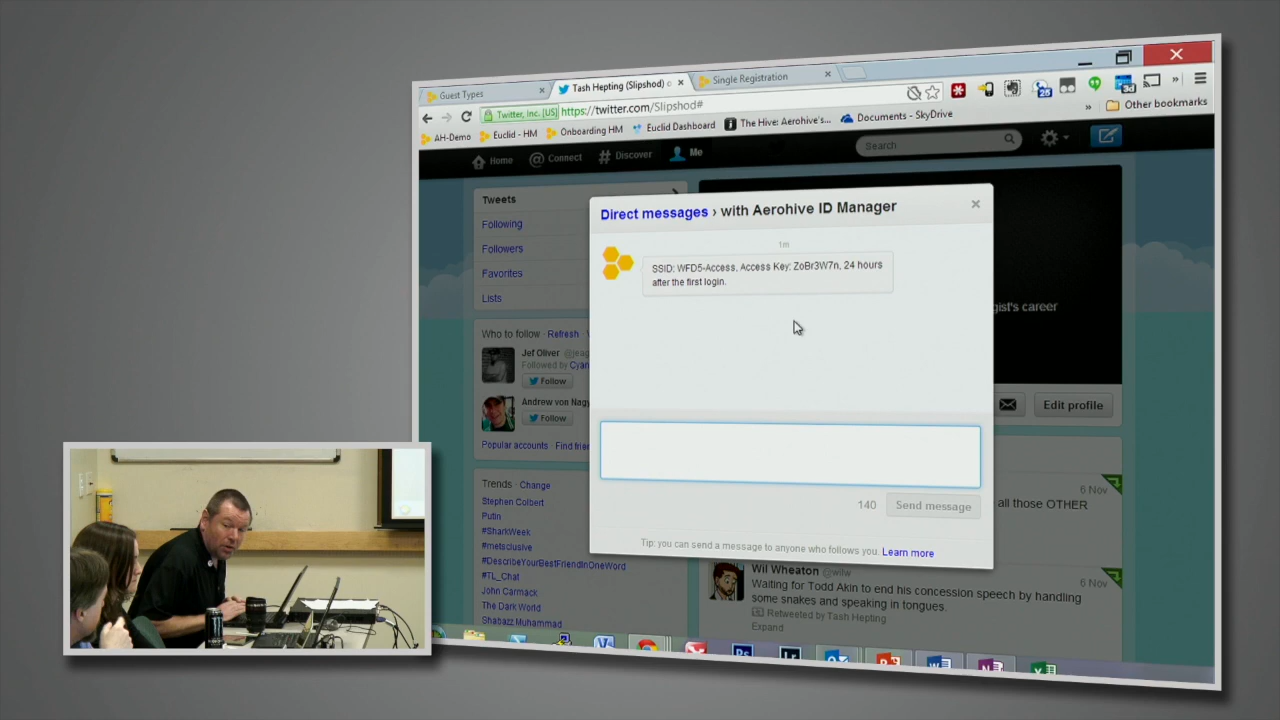 Guest Types
Tash Hepting (Slipshod) o
Single Registration
Twitter, Inc. [US]
https://twitter.com/Slipshod#
AH-Demo
Euclid - HM
Onboarding HM
Euclid Dashboard
The Hive: Aerohive's...
Documents - SkyDrive
» Other bookmarks
Home
@ Connect
# Discover
Me
Search
Tweets
Following
Followers
Favorites
Lists
Direct messages › with Aerohive ID Manager
1m
SSID: WFD5-Access, Access Key: ZoBr3W7n, 24 hours
after the first login.
140
Send message
Tip: you can send a message to anyone who follows you. Learn more
Who to follow · Refresh ·
Jef Oliver @jeag
Followed by Cyan
Follow
Andrew von Nagy
Follow
Popular accounts · Find frien
Trends · Change
Stephen Colbert
Putin
#SharkWeek
#metsclusive
#DescribeYourBestFriendInOneWord
#TL_Chat
John Carmack
The Dark World
Shabazz Muhammad
gist's career
Edit profile
6 Nov
all those OTHER
Wil Wheaton @wilw
6 Nov
Waiting for Todd Akin to end his concession speech by handling
some snakes and speaking in tongues.
Retweeted by Tash Hepting
Expand